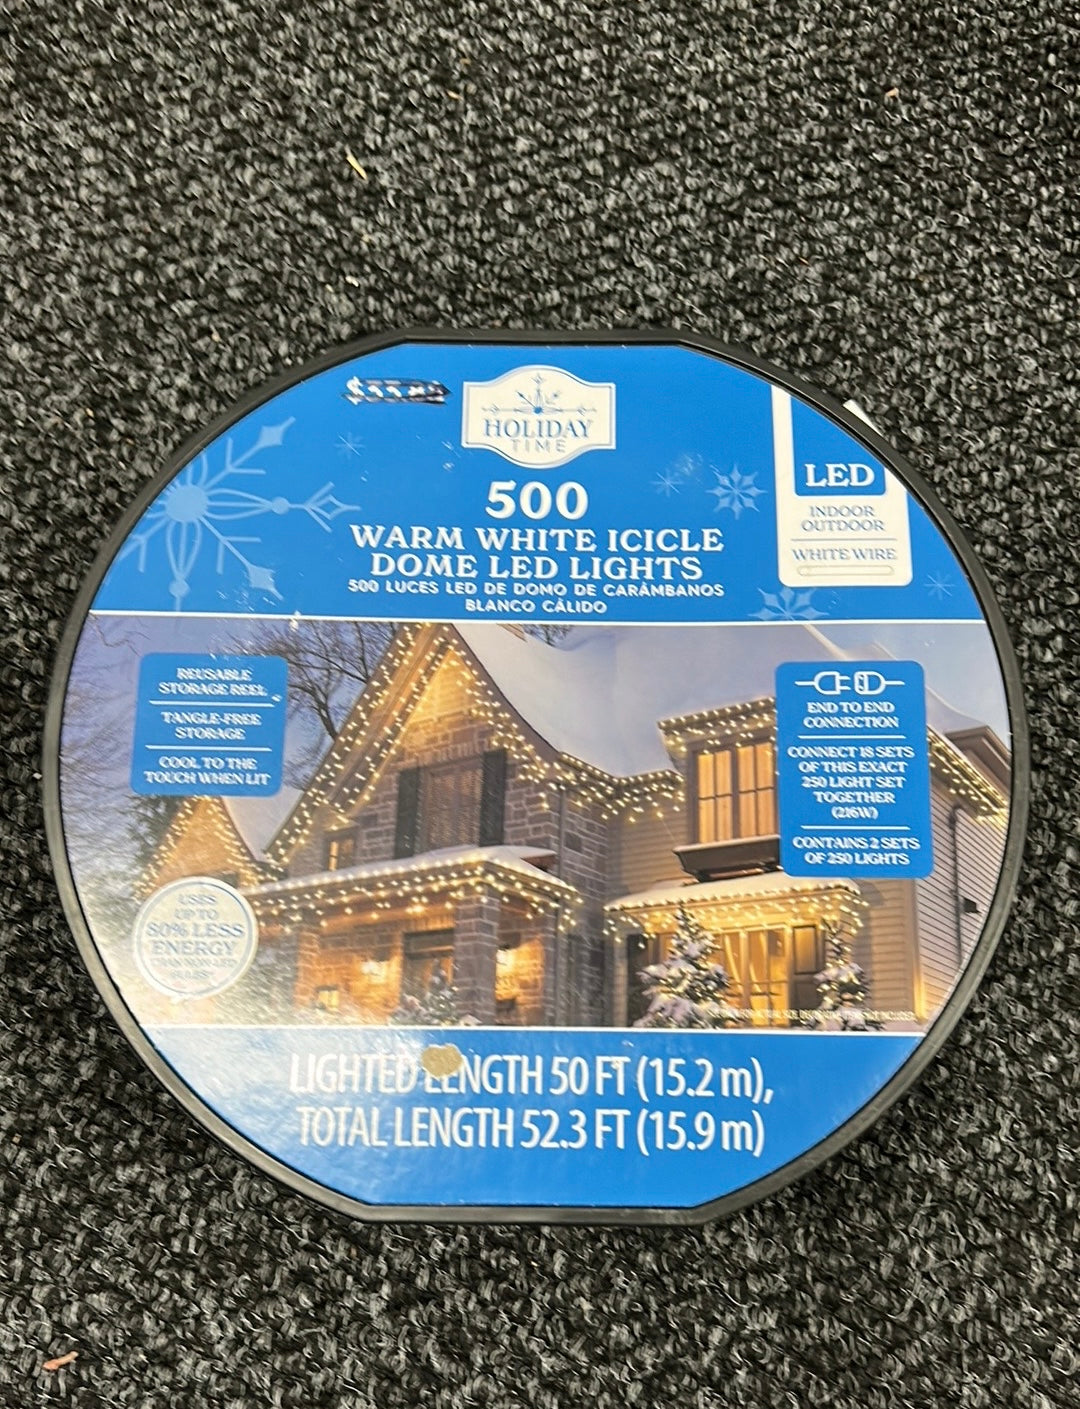 HOLIDAY
TIME
500
WARM WHITE ICICLE
DOME LED LIGHTS
500 LUCES LED DE DOMO DE CARÁMBANOS
BLANCO CÁLIDO
LED
INDOOR
OUTDOOR
WHITE WIRE
REUSABLE
STORAGE REEL
TANGLE-FREE
STORAGE
COOL TO THE
TOUCH WHEN LIT
END TO END
CONNECTION
CONNECT 18 SETS
OF THIS EXACT
250 LIGHT SET
TOGETHER
(216W)
CONTAINS 2 SETS
OF 250 LIGHTS
USES
UP TO
80% LESS
ENERGY
LIGHTED LENGTH 50 FT (15.2 m),
TOTAL LENGTH 52.3 FT (15.9 m)